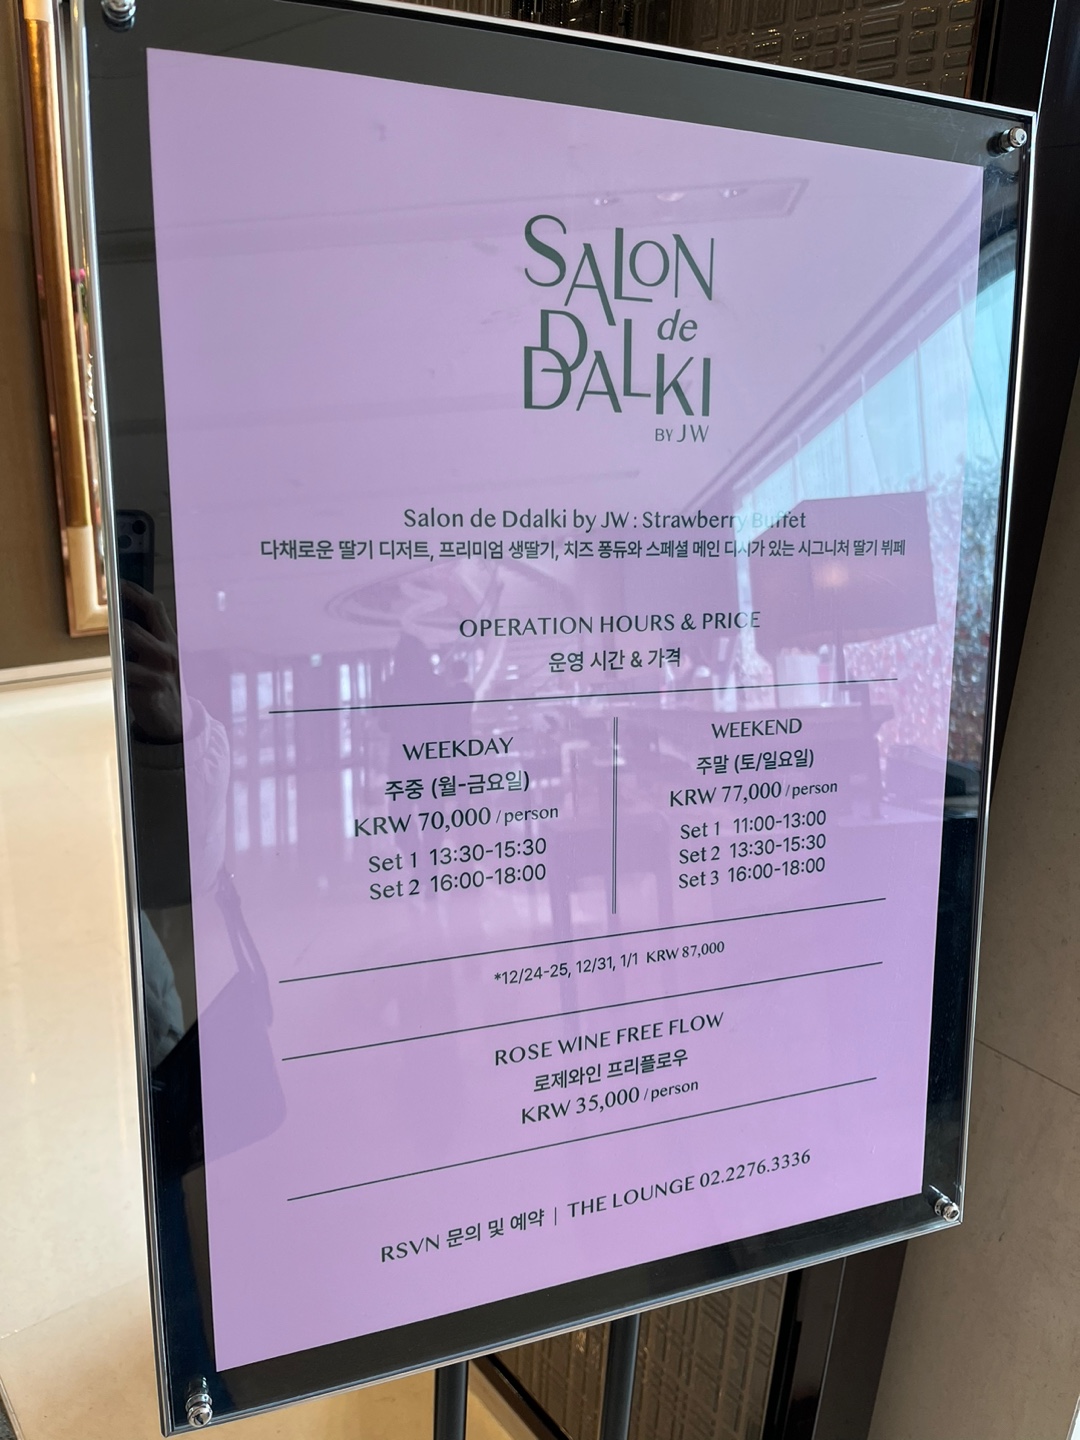 SALON
de
DDALKI
BY JW
Salon de Ddalki by JW : Strawberry Buffet
다채로운 딸기 디저트, 프리미엄 생딸기, 치즈 퐁듀와 스페셜 메인 디시가 있는 시그니처 딸기 뷔페
OPERATION HOURS & PRICE
운영 시간 & 가격
WEEKDAY
주중 (월-금요일)
KRW 70,000 / person
Set 1 13:30-15:30
Set 2 16:00-18:00
WEEKEND
주말 (토/일요일)
KRW 77,000 / person
Set 1 11:00-13:00
Set 2 13:30-15:30
Set 3 16:00-18:00
*12/24-25, 12/31, 1/1 KRW 87,000
ROSE WINE FREE FLOW
로제와인 프리플로우
KRW 35,000 / person
RSVN 문의 및 예약 | THE LOUNGE 02.2276.3336